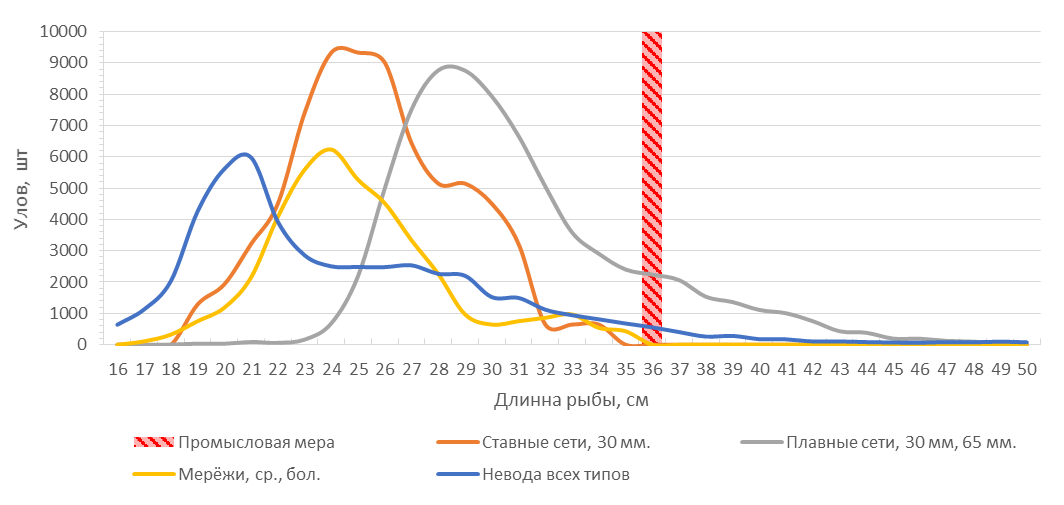 10000
9000
8000
7000
6000
5000
4000
3000
2000
1000
0
Улов, шт
16 17 18 19 20 21 22 23 24 25 26 27 28 29 30 31 32 33 34 35 36 37 38 39 40 41 42 43 44 45 46 47 48 49 50
Длинна рыбы, см
Промысловая мера Ставные сети, 30 мм. Плавные сети, 30 мм, 65 мм.
Мерёжи, ср., бол. Невода всех типов